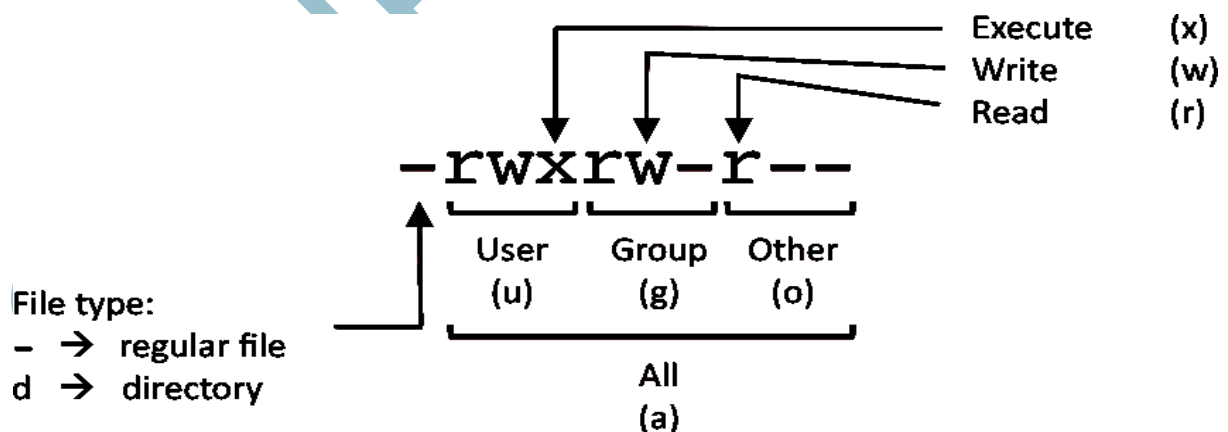 Execute (x)
Write (w)
Read (r)
-rwxrw-r--
User Group Other
(u) (g) (o)
File type:
- → regular file
d → directory
All
(a)